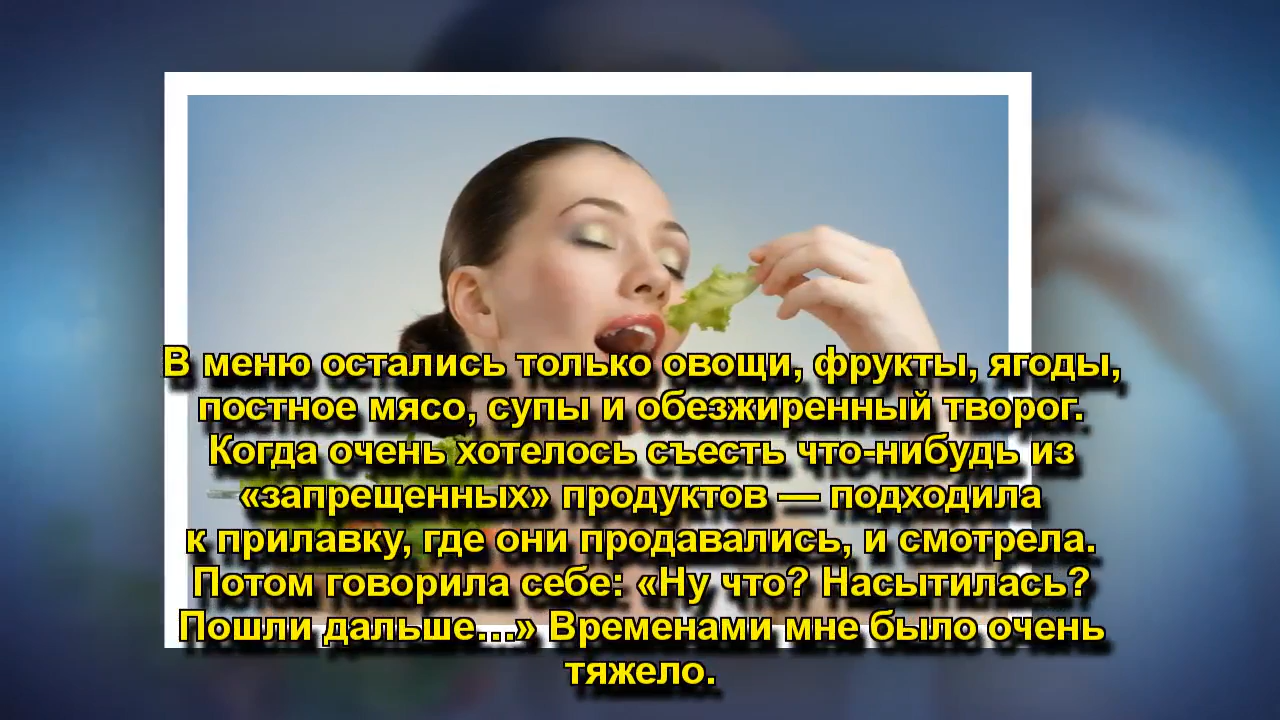 В меню остались только овощи, фрукты, ягоды,
постное мясо, супы и обезжиренный творог.
Когда очень хотелось съесть что-нибудь из
«запрещенных» продуктов — подходила
к прилавку, где они продавались, и смотрела.
Потом говорила себе: «Ну что? Насытилась?
Пошли дальше…» Временами мне было очень
тяжело.